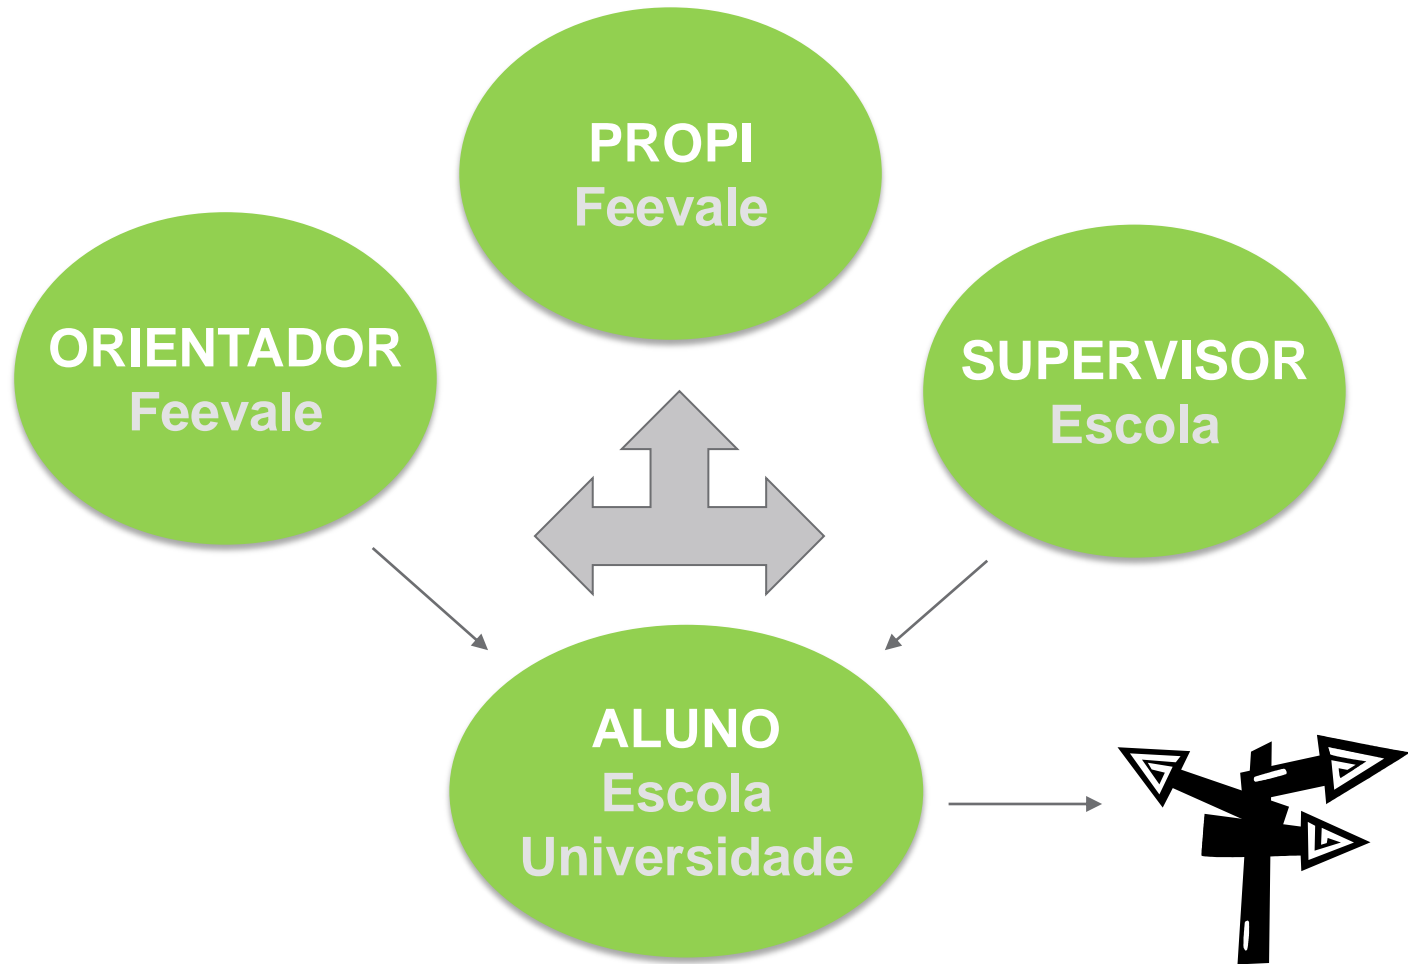 PROPI
Feevale
ORIENTADOR
Feevale
SUPERVISOR
Escola
ALUNO
Escola
Universidade